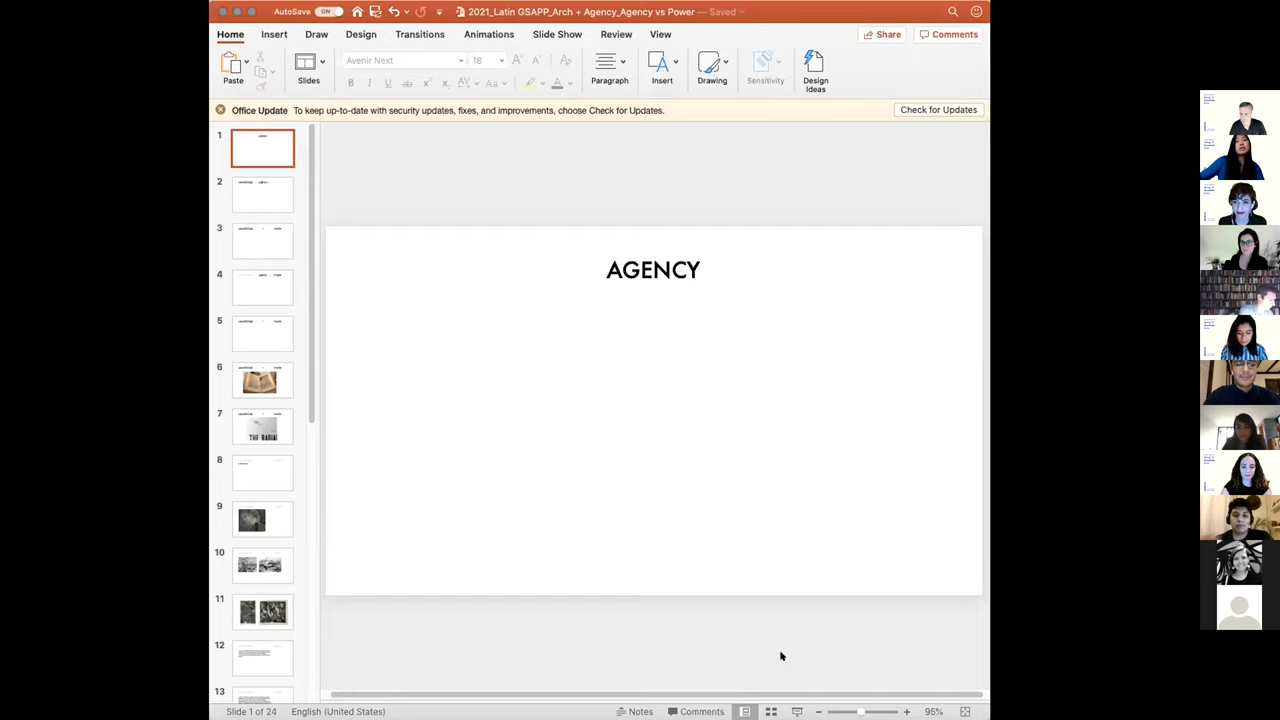 AutoSave ON 2021_Latin GSAPP_Arch + Agency_Agency vs Power — Saved
Home Insert Draw Design Transitions Animations Slide Show Review View Share Comments
Avenir Next 18
Paste Slides Paragraph Insert Drawing Sensitivity Design Ideas
Office Update To keep up-to-date with security updates, fixes, and improvements, choose Check for Updates. Check for Updates
1
2
3
4
5
6
7
THE RADIAL
8
9
10
11
12
13
AGENCY
Slide 1 of 24 English (United States) Notes Comments 95%